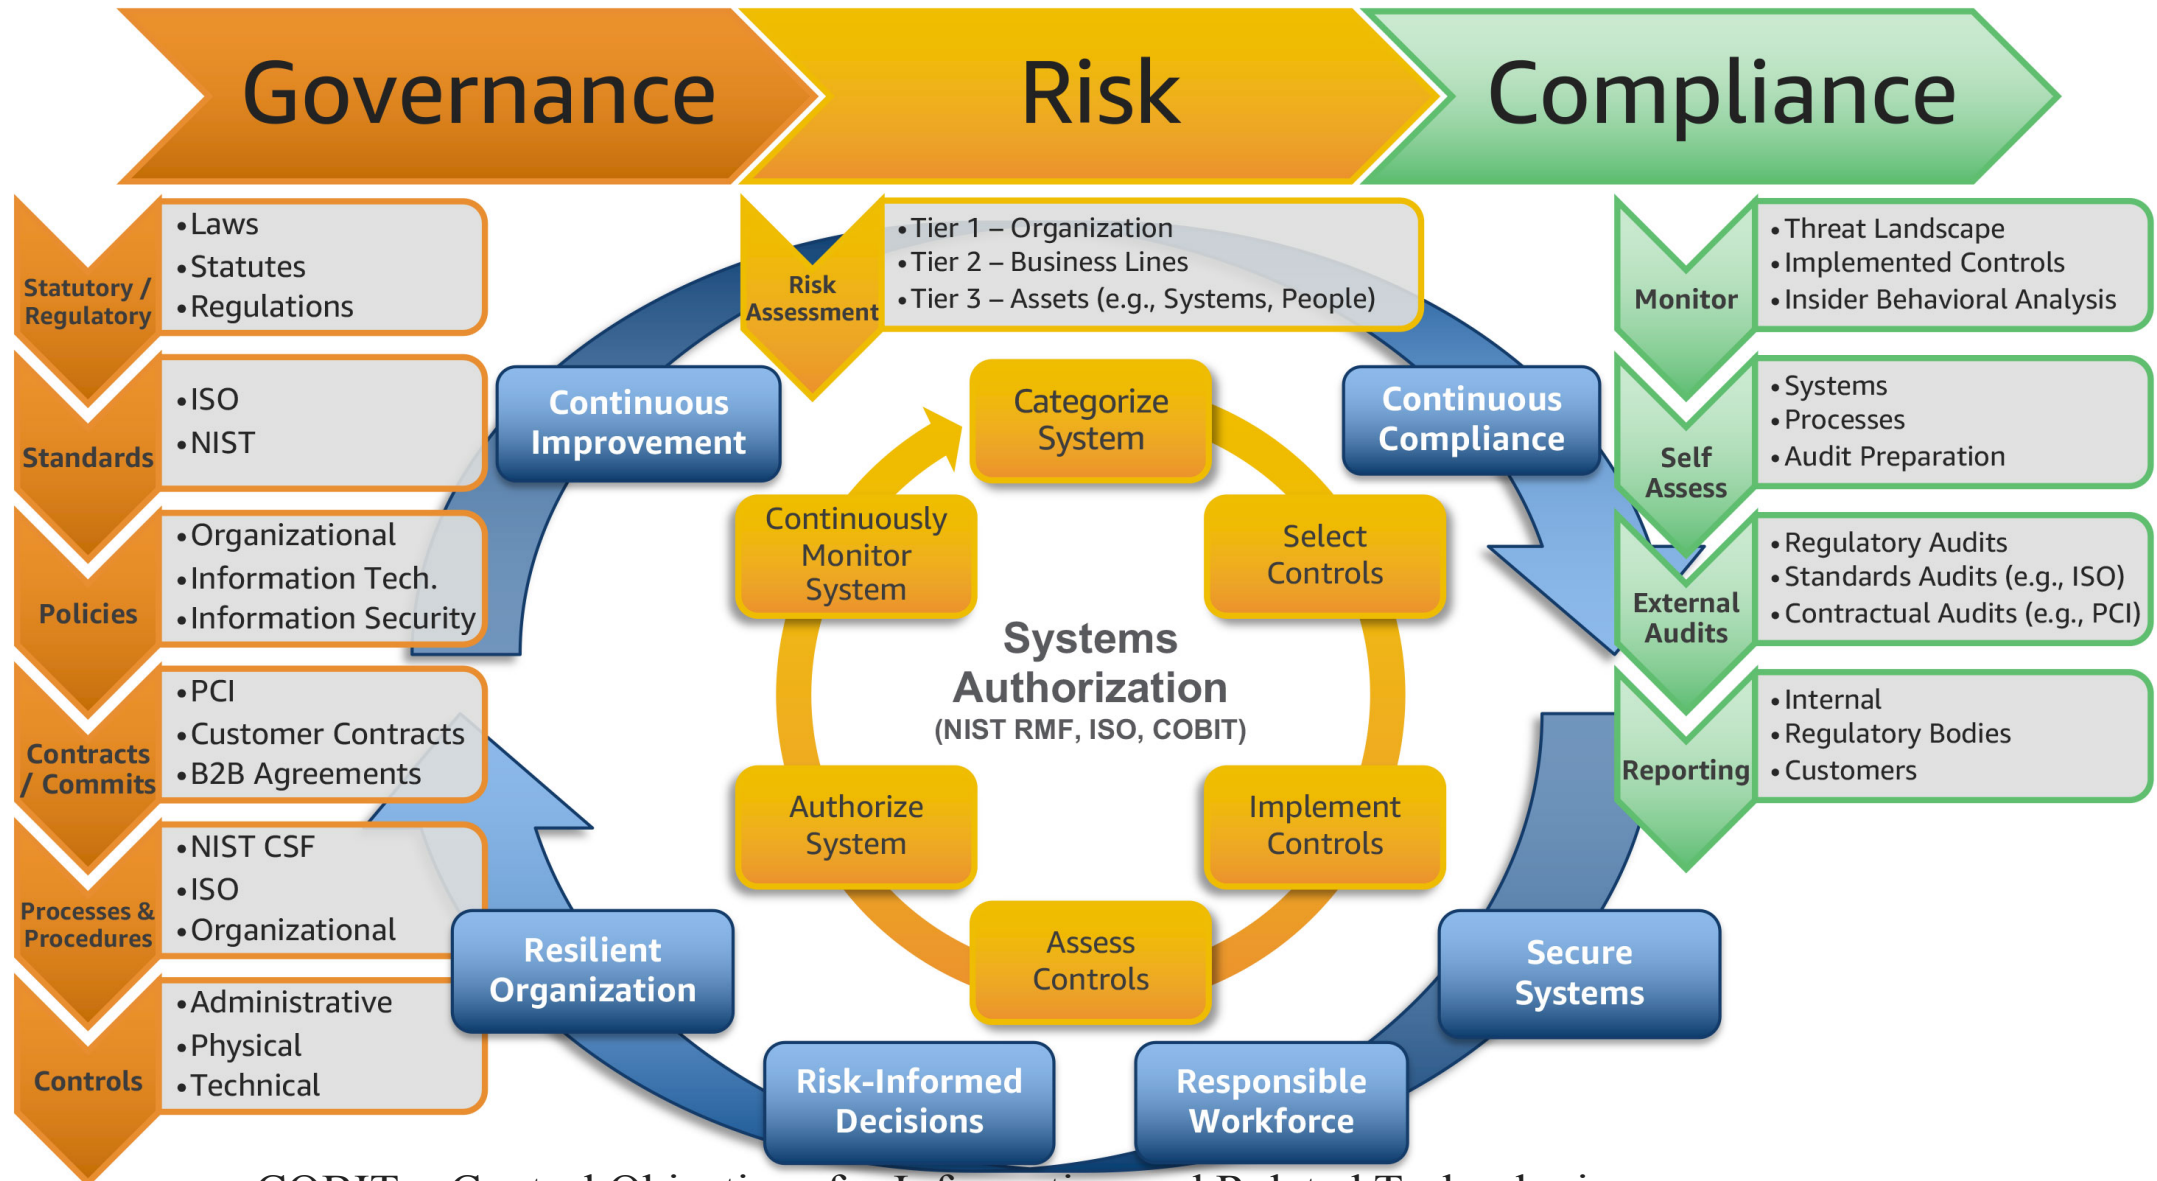 Governance
Risk
Compliance
Statutory /
Regulatory
•Laws
•Statutes
•Regulations
Standards
•ISO
•NIST
Policies
•Organizational
•Information Tech.
•Information Security
Contracts
/ Commits
•PCI
•Customer Contracts
•B2B Agreements
Processes &
Procedures
•NIST CSF
•ISO
•Organizational
Controls
•Administrative
•Physical
•Technical
Risk
Assessment
•Tier 1 – Organization
•Tier 2 – Business Lines
•Tier 3 – Assets (e.g., Systems, People)
Continuous
Improvement
Continuous
Compliance
Categorize
System
Select
Controls
Implement
Controls
Assess
Controls
Authorize
System
Continuously
Monitor
System
Systems
Authorization
(NIST RMF, ISO, COBIT)
Secure
Systems
Responsible
Workforce
Risk-Informed
Decisions
Resilient
Organization
Monitor
•Threat Landscape
•Implemented Controls
•Insider Behavioral Analysis
Self
Assess
•Systems
•Processes
•Audit Preparation
External
Audits
•Regulatory Audits
•Standards Audits (e.g., ISO)
•Contractual Audits (e.g., PCI)
Reporting
•Internal
•Regulatory Bodies
•Customers